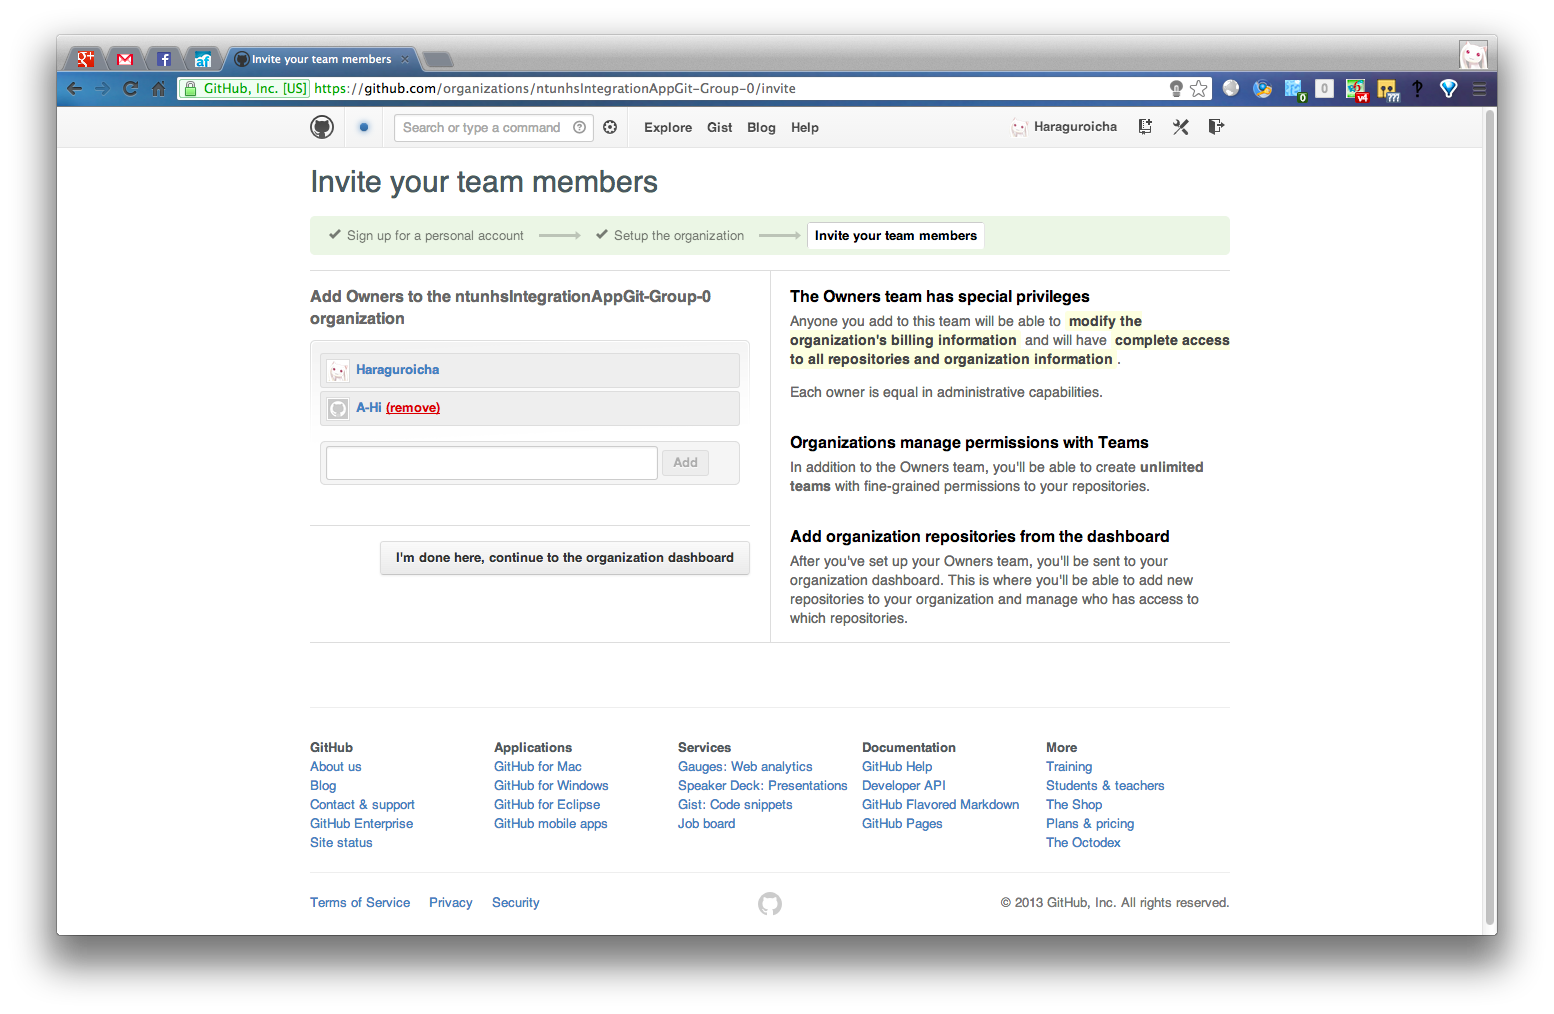 Invite your team members
GitHub, Inc. [US] https://github.com/organizations/ntunhsIntegrationAppGit-Group-0/invite
Search or type a command
Explore Gist Blog Help
Haraguroicha
Invite your team members
Sign up for a personal account
Setup the organization
Invite your team members
Add Owners to the ntunhsIntegrationAppGit-Group-0
organization
Haraguroicha
A-Hi (remove)
Add
I'm done here, continue to the organization dashboard
The Owners team has special privileges
Anyone you add to this team will be able to modify the
organization's billing information and will have complete access
to all repositories and organization information.
Each owner is equal in administrative capabilities.
Organizations manage permissions with Teams
In addition to the Owners team, you'll be able to create unlimited
teams with fine-grained permissions to your repositories.
Add organization repositories from the dashboard
After you've set up your Owners team, you'll be sent to your
organization dashboard. This is where you'll be able to add new
repositories to your organization and manage who has access to
which repositories.
GitHub
About us
Blog
Contact & support
GitHub Enterprise
Site status
Applications
GitHub for Mac
GitHub for Windows
GitHub for Eclipse
GitHub mobile apps
Services
Gauges: Web analytics
Speaker Deck: Presentations
Gist: Code snippets
Job board
Documentation
GitHub Help
Developer API
GitHub Flavored Markdown
GitHub Pages
More
Training
Students & teachers
The Shop
Plans & pricing
The Octodex
Terms of Service Privacy Security
© 2013 GitHub, Inc. All rights reserved.